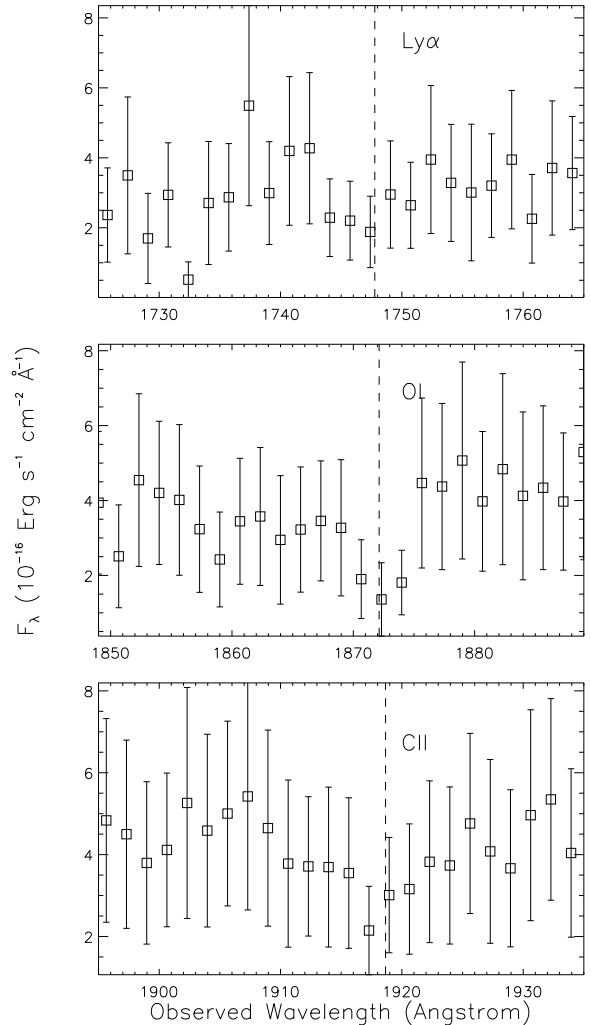 8
Lyα
6
4
2
1730 1740 1750 1760
8
OI
6
4
2
1850 1860 1870 1880
8
CII
6
4
2
1900 1910 1920 1930
Observed Wavelength (Angstrom)
F_λ (10⁻¹⁶ Erg s⁻¹ cm⁻² Å⁻¹)